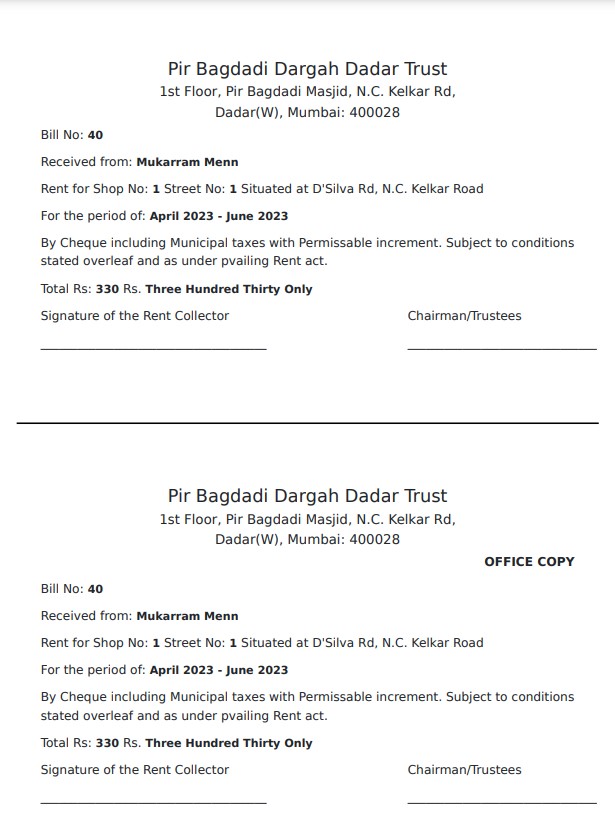 Pir Bagdadi Dargah Dadar Trust
1st Floor, Pir Bagdadi Masjid, N.C. Kelkar Rd,
Dadar(W), Mumbai: 400028
Bill No: 40
Received from: Mukarram Menn
Rent for Shop No: 1 Street No: 1 Situated at D'Silva Rd, N.C. Kelkar Road
For the period of: April 2023 - June 2023
By Cheque including Municipal taxes with Permissable increment. Subject to conditions
stated overleaf and as under pvailing Rent act.
Total Rs: 330 Rs. Three Hundred Thirty Only
Signature of the Rent Collector Chairman/Trustees
Pir Bagdadi Dargah Dadar Trust
1st Floor, Pir Bagdadi Masjid, N.C. Kelkar Rd,
Dadar(W), Mumbai: 400028
OFFICE COPY
Bill No: 40
Received from: Mukarram Menn
Rent for Shop No: 1 Street No: 1 Situated at D'Silva Rd, N.C. Kelkar Road
For the period of: April 2023 - June 2023
By Cheque including Municipal taxes with Permissable increment. Subject to conditions
stated overleaf and as under pvailing Rent act.
Total Rs: 330 Rs. Three Hundred Thirty Only
Signature of the Rent Collector Chairman/Trustees